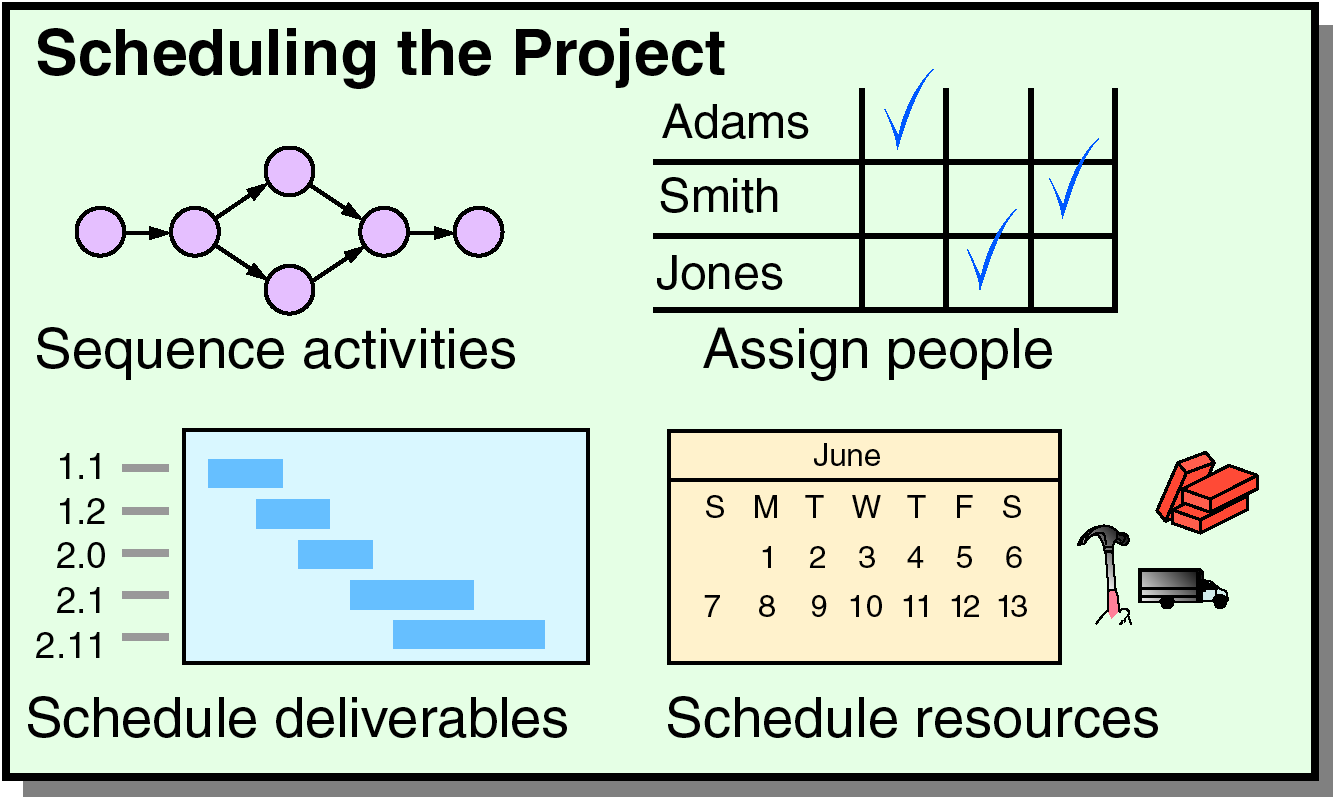 Scheduling the Project
Adams
Smith
Jones
Sequence activities
Assign people
1.1
1.2
2.0
2.1
2.11
Schedule deliverables
June
S M T W T F S
1 2 3 4 5 6
7 8 9 10 11 12 13
Schedule resources